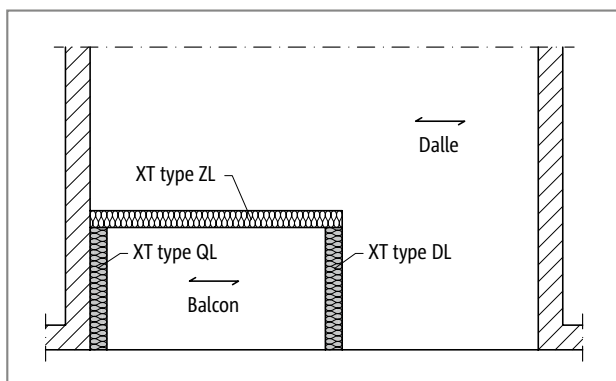 Dalle
XT type ZL
XT type QL
XT type DL
Balcon